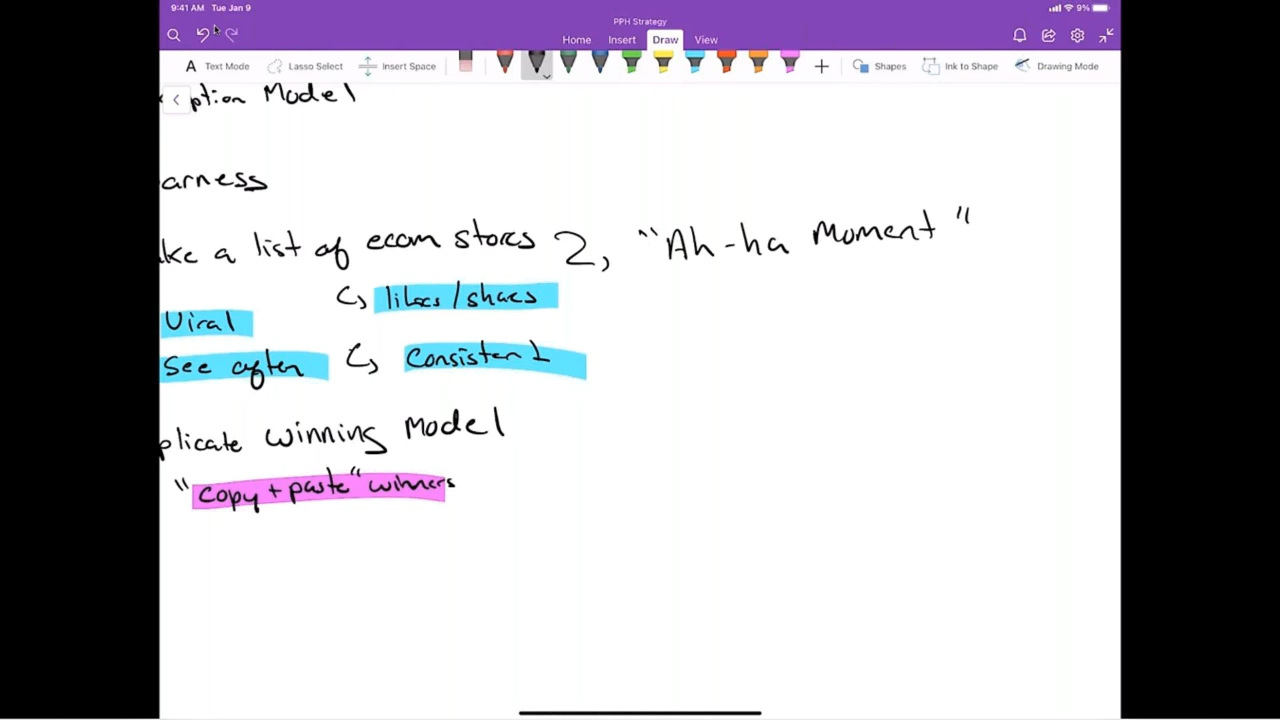 9:41 AM Tue Jan 9
9%
PPH Strategy
Home Insert Draw View
Text Mode Lasso Select Insert Space Shapes Ink to Shape Drawing Mode
ption Model
arness
ke a list of ecom stores
likes/shares
Viral
See often
Consistent
plicate winning Model
"copy + paste" winners
2, "Ah-ha Moment"